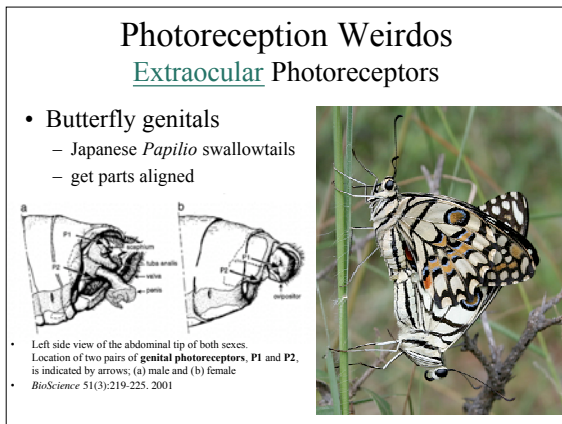 Photoreception Weirdos
Extraocular Photoreceptors
• Butterfly genitals
– Japanese Papilio swallowtails
– get parts aligned
a
P1
P2
scaphium
tuba analis
valva
penis
b
P1
P2
ovipositor
• Left side view of the abdominal tip of both sexes.
Location of two pairs of genital photoreceptors, P1 and P2,
is indicated by arrows; (a) male and (b) female
• BioScience 51(3):219-225. 2001